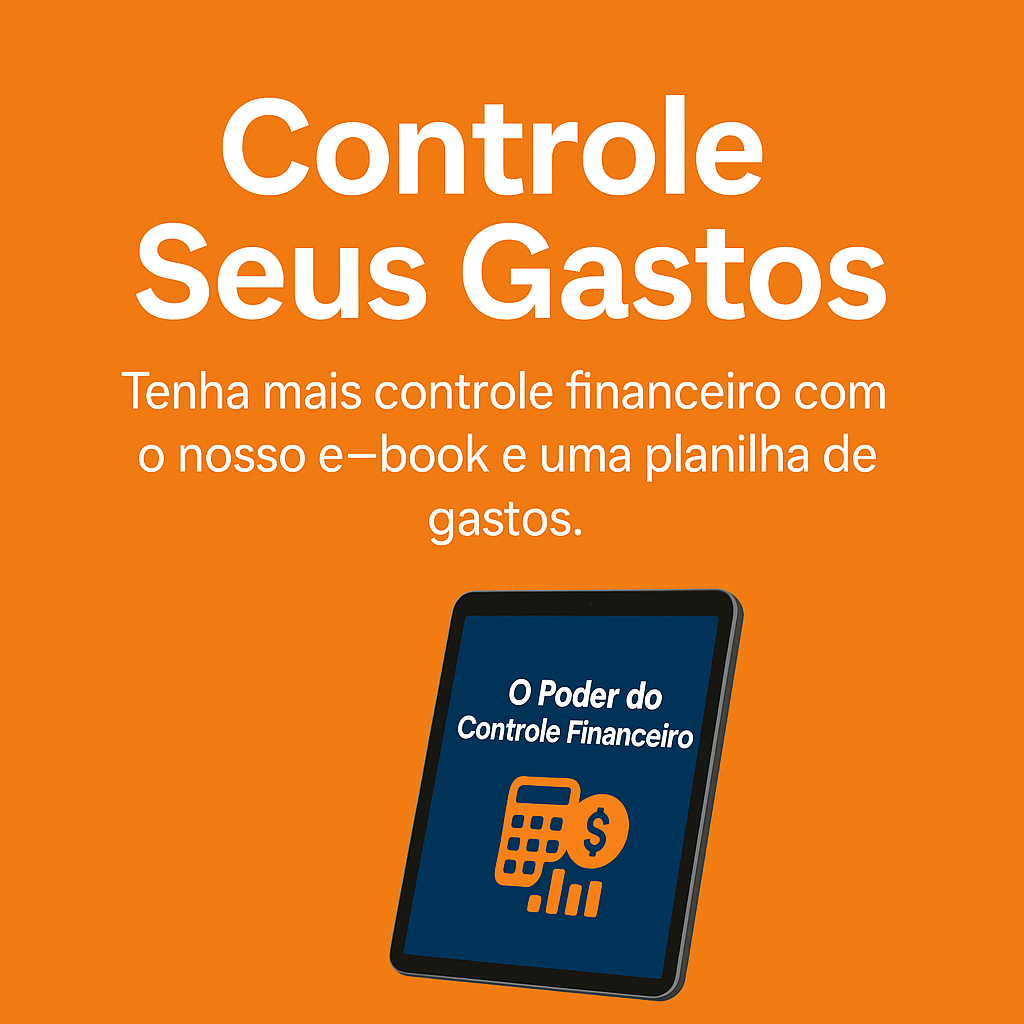 Controle
Seus Gastos
Tenha mais controle financeiro com
o nosso e–book e uma planilha de
gastos.
O Poder do
Controle Financeiro
$